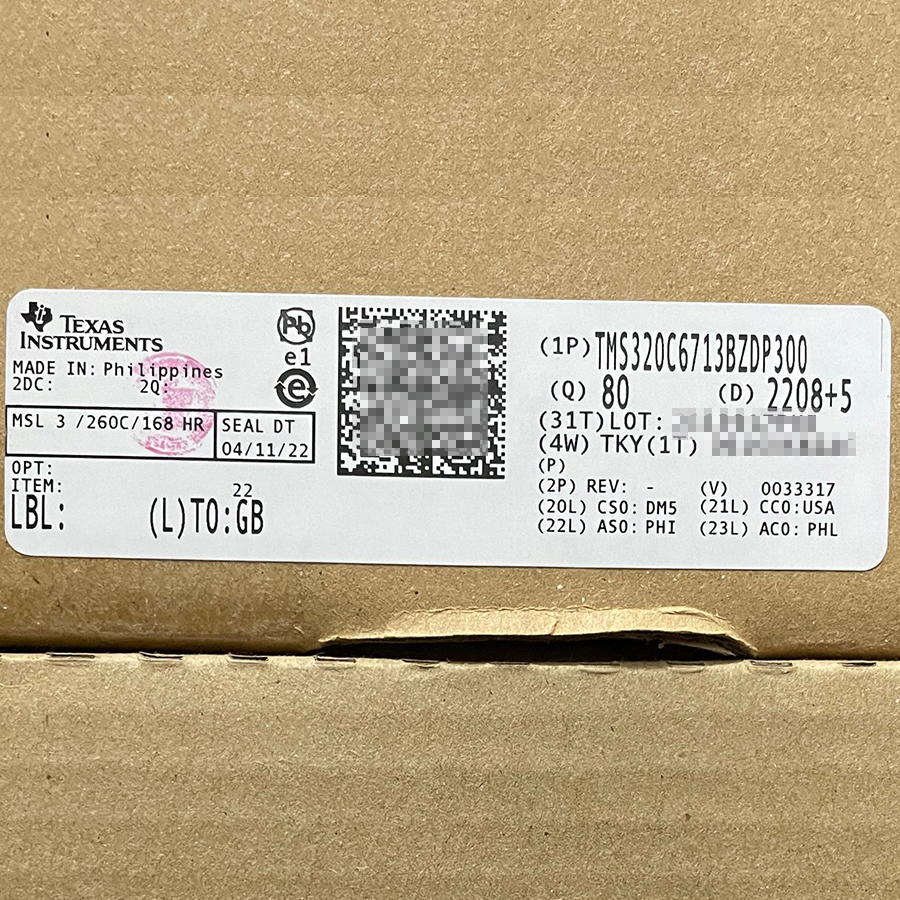 TEXAS
INSTRUMENTS
MADE IN: Philippines
2DC: 2Q:
MSL 3 /260C/168 HR
SEAL DT
04/11/22
OPT:
ITEM:
22
LBL: (L)TO:GB
Pb
e1
e
(1P)TMS320C6713BZDP300
(Q) 80 (D) 2208+5
(31T)LOT:
(4W) TKY(1T)
(P)
(2P) REV: - (V) 0033317
(20L) CSO: DM5 (21L) CCO:USA
(22L) ASO: PHI (23L) ACO: PHL